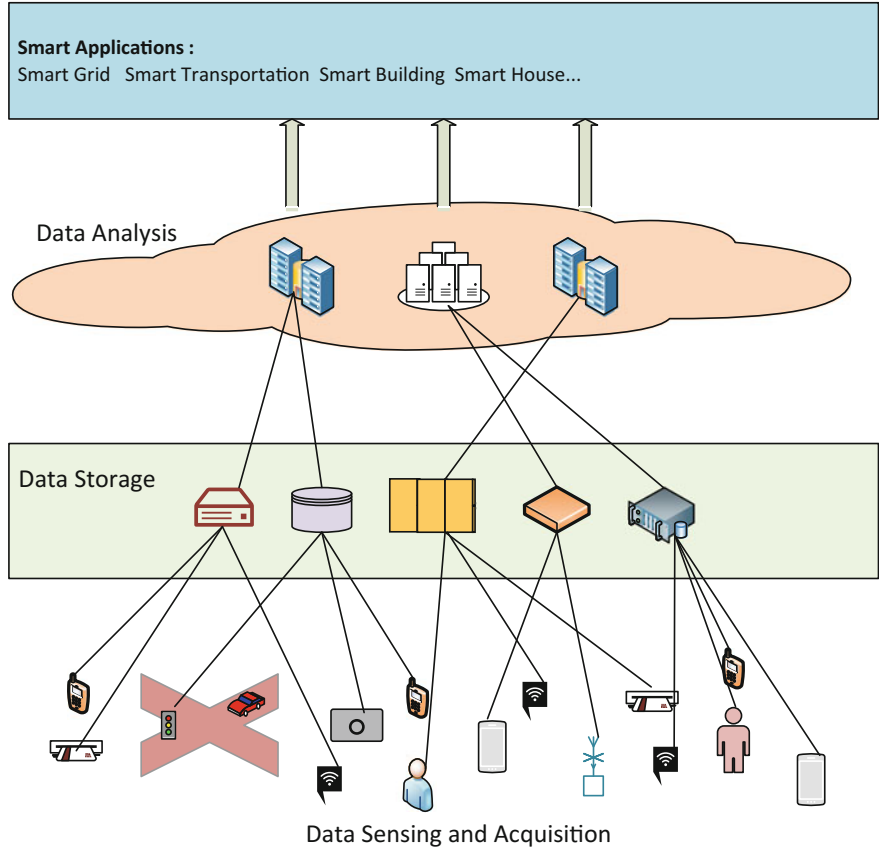 Smart Applications :
Smart Grid Smart Transportation Smart Building Smart House...
Data Analysis
Data Storage
Data Sensing and Acquisition